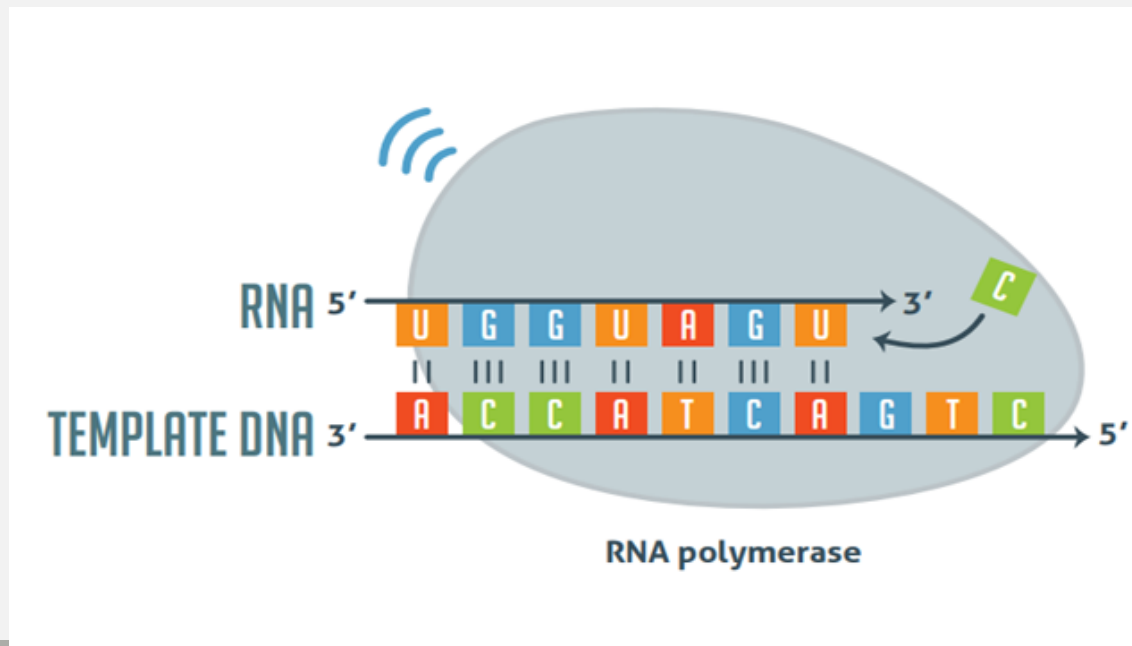 C
RNA 5′ 3′
U G G U A G U
TEMPLATE DNA 3′ A C C A T C A G T C 5′
RNA polymerase